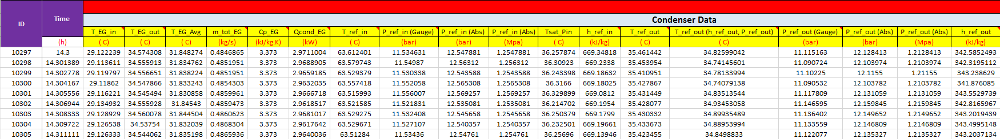 Condenser Data
ID Time T_EG_in T_EG_out T_EG_Avg m_tot_EG Cp_EG Qcond_EG T_ref_in P_ref_in (Gauge) P_ref_in (Abs) P_ref_in (Abs) Tsat_Pin h_ref_in T_ref_out T_ref_out (h_ref_out, P_ref_out) P_ref_out (Gauge) P_ref_out (Abs) P_ref_out (Abs) h_ref_out
(h) ( C) ( C) ( C) (kg/s) (kJ/kg.K) (kW) ( C) (bar) (bar) (Mpa) ( C) (kJ/kg) ( C) ( C) (bar) (bar) (Mpa) (kJ/kg)
10297 14.3 29.122239 34.574308 31.848274 0.4846865 3.373 2.9711004 63.612401 11.534631 12.547881 1.2547881 36.257874 669.34818 35.461442 34.82599042 11.115163 12.128413 1.2128413 342.5852493
10298 14.301389 29.113611 34.555913 31.834762 0.4851951 3.373 2.9688905 63.579743 11.54987 12.56312 1.256312 36.30923 669.2338 35.453954 34.74145601 11.090724 12.103974 1.2103974 342.3195112
10299 14.302778 29.119797 34.556651 31.838224 0.4851951 3.373 2.9659185 63.529379 11.530338 12.543588 1.2543588 36.243398 669.18632 35.410951 34.78133994 11.10225 12.1155 1.21155 343.238629
10300 14.304167 29.11862 34.547866 31.833243 0.4854303 3.373 2.9632035 63.557418 11.552058 12.565308 1.2565308 36.3166 669.18025 35.427867 34.74079138 11.090532 12.103782 1.2103782 341.876085
10301 14.305556 29.116221 34.545494 31.830858 0.4859961 3.373 2.9666718 63.515993 11.556007 12.569257 1.2569257 36.329899 669.0812 35.431449 34.83513544 11.117809 12.131059 1.2131059 343.5529739
10302 14.306944 29.134932 34.555928 31.84543 0.4859473 3.373 2.9618517 63.521585 11.521831 12.535081 1.2535081 36.214702 669.1954 35.428077 34.93453058 11.146595 12.159845 1.2159845 342.8165967
10303 14.308333 29.128929 34.560078 31.844504 0.4860623 3.373 2.9681017 63.529275 11.532408 12.545658 1.2545658 36.250379 669.1799 35.430332 34.89935489 11.136402 12.149652 1.2149652 343.2019439
10304 14.309722 29.126538 34.53754 31.832039 0.4868304 3.373 2.9617642 63.529671 11.527107 12.540357 1.2540357 36.232501 669.19661 35.433673 34.88953994 11.133559 12.146809 1.2146809 343.4995148
10305 14.311111 29.126333 34.544062 31.835198 0.4865936 3.373 2.9640036 63.51284 11.53436 12.54761 1.254761 36.25696 669.13946 35.423455 34.8498833 11.122077 12.135327 1.2135327 343.2037134